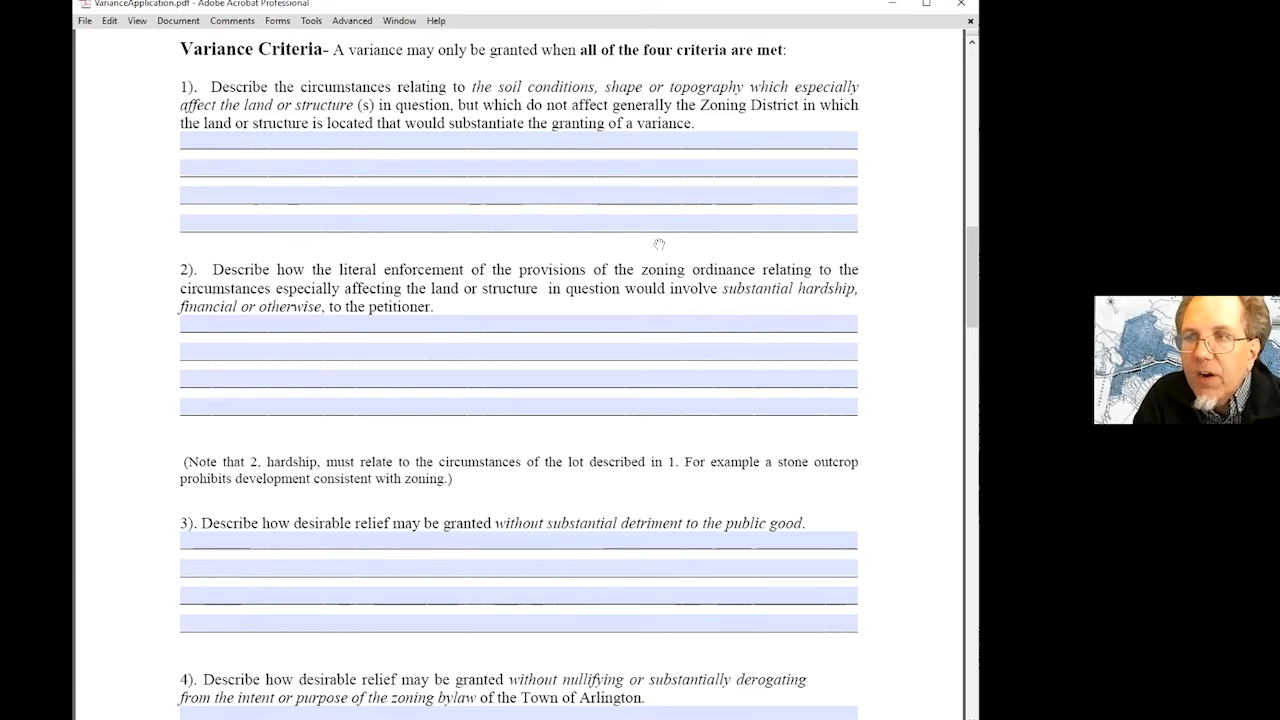 VarianceApplication.pdf - Adobe Acrobat Professional
File Edit View Document Comments Forms Tools Advanced Window Help
Variance Criteria- A variance may only be granted when all of the four criteria are met:
1). Describe the circumstances relating to the soil conditions, shape or topography which especially
affect the land or structure (s) in question, but which do not affect generally the Zoning District in which
the land or structure is located that would substantiate the granting of a variance.
2). Describe how the literal enforcement of the provisions of the zoning ordinance relating to the
circumstances especially affecting the land or structure in question would involve substantial hardship,
financial or otherwise, to the petitioner.
(Note that 2, hardship, must relate to the circumstances of the lot described in 1. For example a stone outcrop
prohibits development consistent with zoning.)
3). Describe how desirable relief may be granted without substantial detriment to the public good.
4). Describe how desirable relief may be granted without nullifying or substantially derogating
from the intent or purpose of the zoning bylaw of the Town of Arlington.